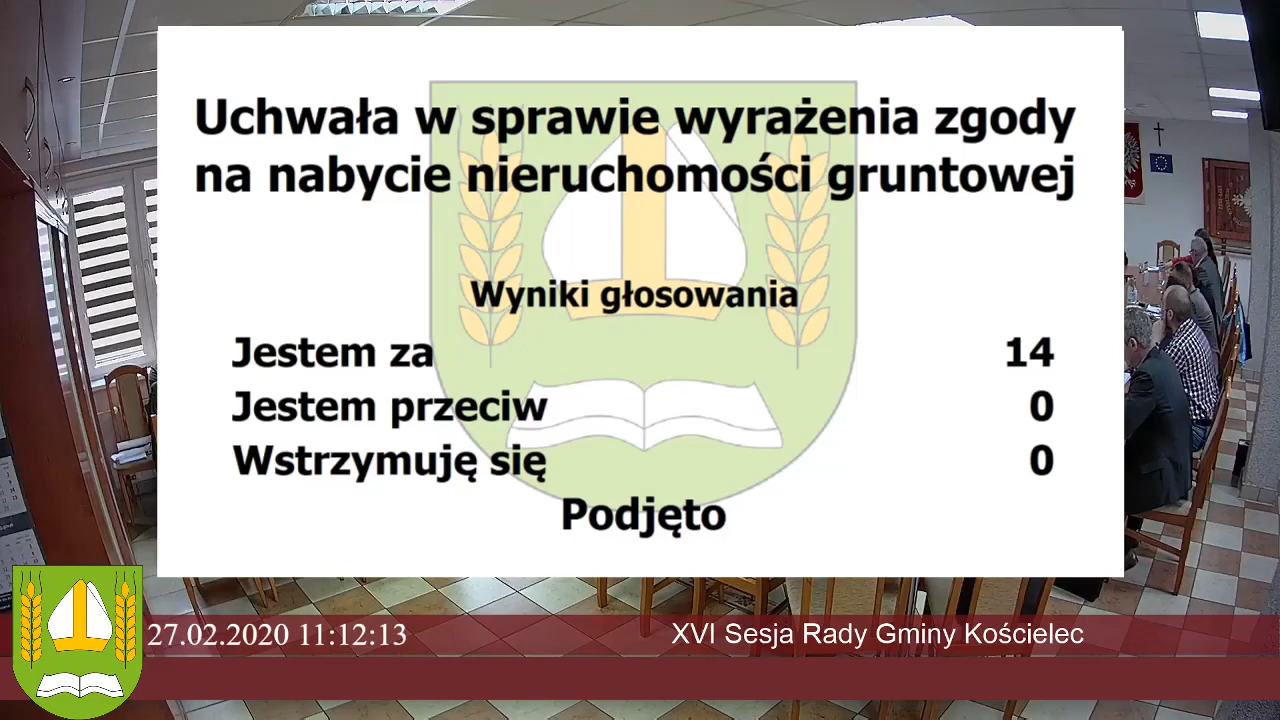 Uchwała w sprawie wyrażenia zgody
na nabycie nieruchomości gruntowej
Wyniki głosowania
Jestem za 14
Jestem przeciw 0
Wstrzymuję się 0
Podjęto
27.02.2020 11:12:13 XVI Sesja Rady Gminy Kościelec